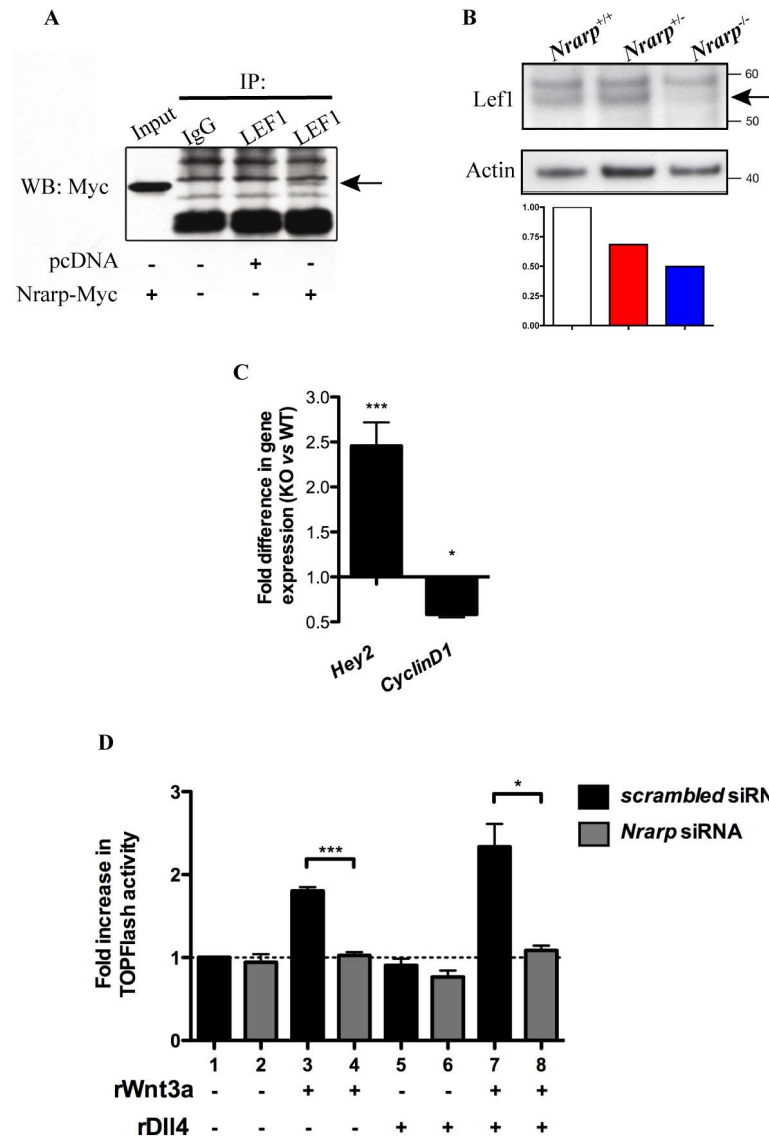 A
IP:
Input IgG LEF1 LEF1
WB: Myc
pcDNA - - + -
Nrarp-Myc + - - +
B
Nrarp+/+ Nrarp+/- Nrarp-/-
Lef1
60
50
Actin
40
1.00
0.75
0.50
0.25
0.00
C
Fold difference in gene
expression (KO vs WT)
3.0
2.5
2.0
1.5
1.0
0.5
***
*
Hey2
CyclinD1
D
Fold increase in
TOPFlash activity
3
2
1
0
***
*
scrambled siRN
Nrarp siRNA
1 2 3 4 5 6 7 8
rWnt3a - - + + - - + +
rDll4 - - - - + + + +